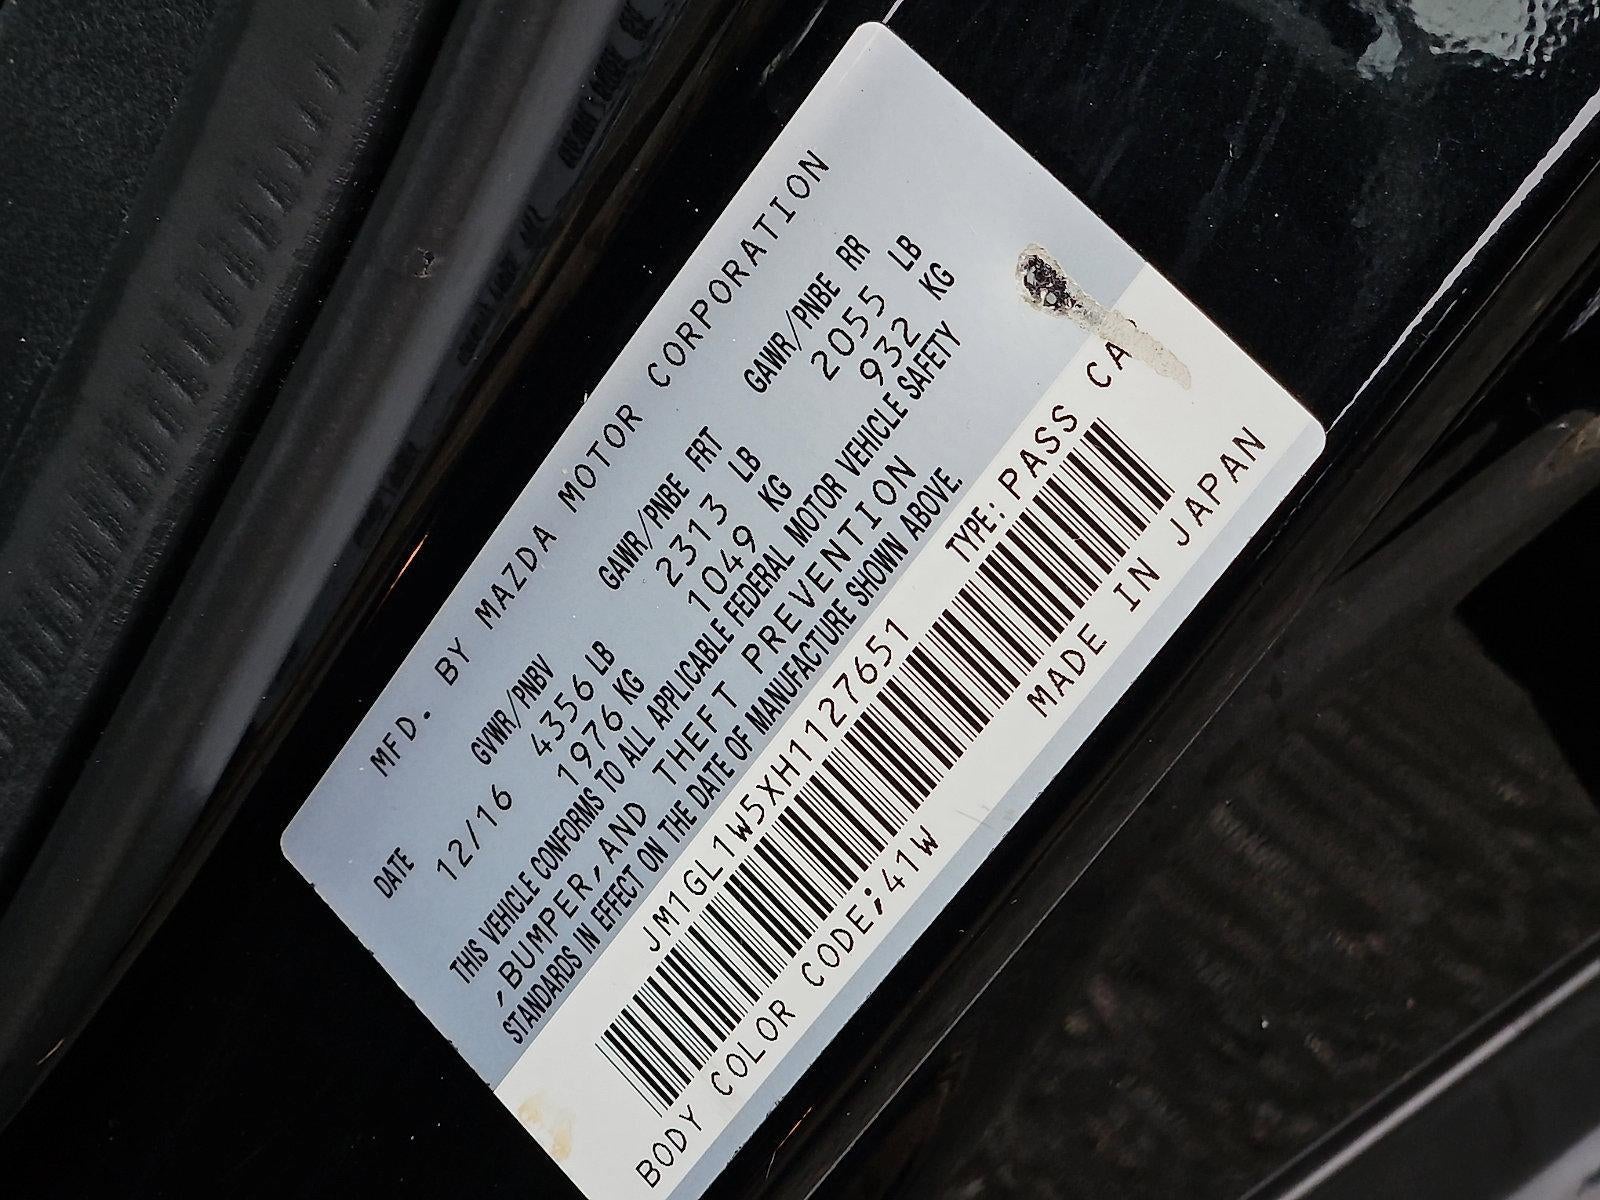 MFD. BY MAZDA MOTOR CORPORATION
DATE GVWR/PNBV GAWR/PNBE FRT GAWR/PNBE RR
12/16 4356 LB 2313 LB 2055 LB
1976 KG 1049 KG 932 KG
THIS VEHICLE CONFORMS TO ALL APPLICABLE FEDERAL MOTOR VEHICLE SAFETY
,BUMPER,AND THEFT PREVENTION
STANDARDS IN EFFECT ON THE DATE OF MANUFACTURE SHOWN ABOVE.
JM1GL1W5XH1127651 TYPE: PASS CA
BODY COLOR CODE;41W MADE IN JAPAN